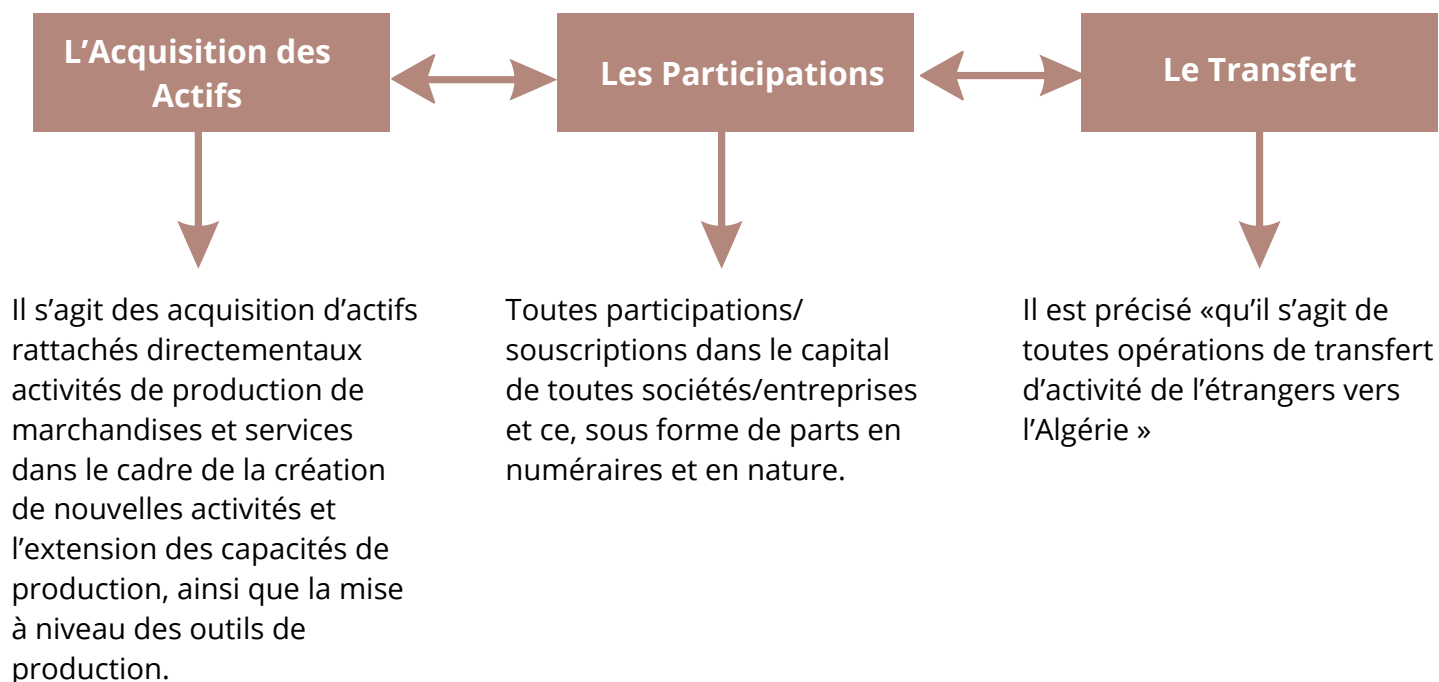 L’Acquisition des
Actifs
Les Participations
Le Transfert
Il s’agit des acquisition d’actifs
rattachés directementaux
activités de production de
marchandises et services
dans le cadre de la création
de nouvelles activités et
l’extension des capacités de
production, ainsi que la mise
à niveau des outils de
production.
Toutes participations/
souscriptions dans le capital
de toutes sociétés/entreprises
et ce, sous forme de parts en
numéraires et en nature.
Il est précisé «qu’il s’agit de
toutes opérations de transfert
d’activité de l’étrangers vers
l’Algérie »